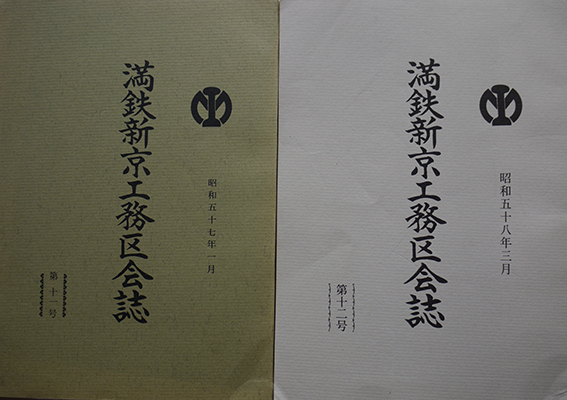 昭和五十七年一月
満鉄新京工務区会誌
第十一号
昭和五十八年三月
満鉄新京工務区会誌
第十二号